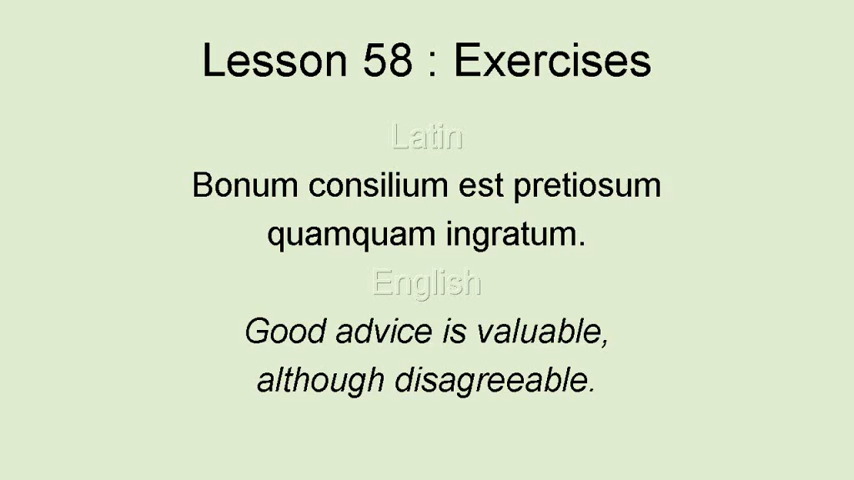 Lesson 58 : Exercises
Latin
Bonum consilium est pretiosum
quamquam ingratum.
English
Good advice is valuable,
although disagreeable.